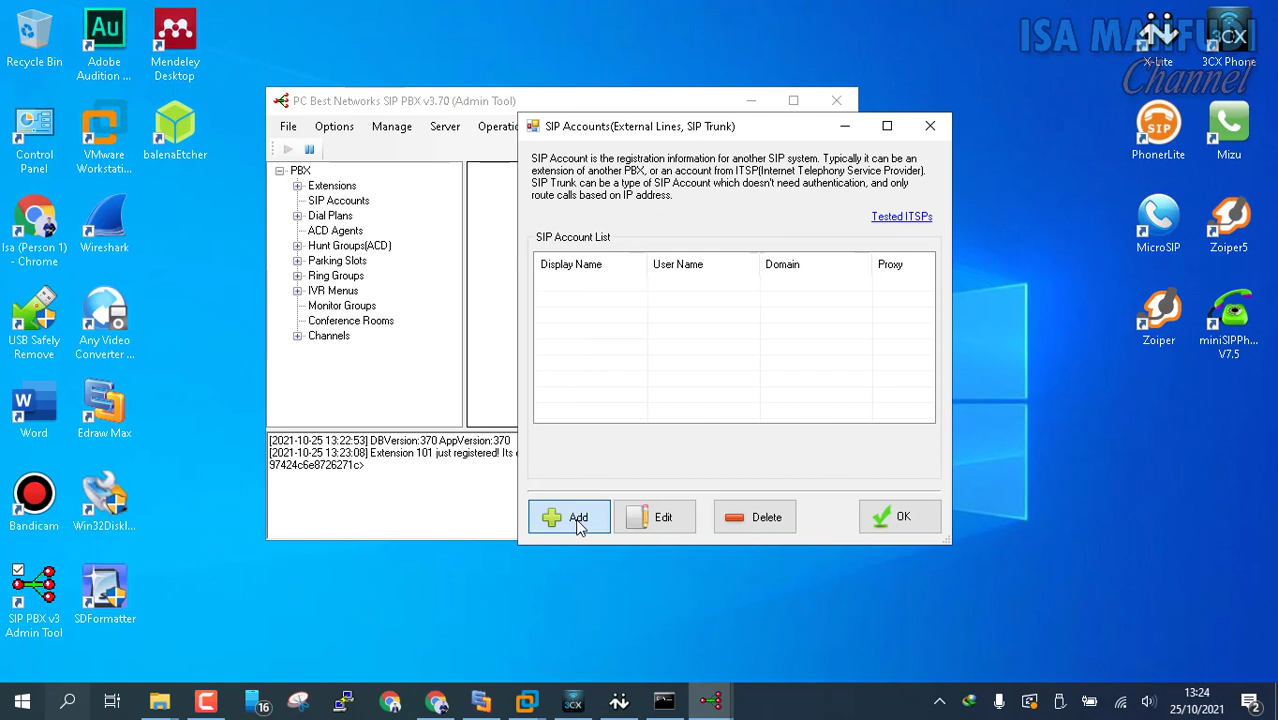 Recycle Bin
Adobe
Audition ...
Mendeley
Desktop
Control
Panel
VMware
Workstati...
balenaEtcher
Isa (Person 1)
- Chrome
Wireshark
USB Safely
Remove
Any Video
Converter ...
Word
Edraw Max
Bandicam
Win32DiskI...
SIP PBX v3
Admin Tool
SDFormatter
PC Best Networks SIP PBX v3.70 (Admin Tool)
File Options Manage Server Operatio
PBX
Extensions
SIP Accounts
Dial Plans
ACD Agents
Hunt Groups(ACD)
Parking Slots
Ring Groups
IVR Menus
Monitor Groups
Conference Rooms
Channels
[2021-10-25 13:22:53] DBVersion:370 AppVersion:370
[2021-10-25 13:23:08] Extension 101 just registered! Its
97424c6e8726271c>
SIP Accounts(External Lines, SIP Trunk)
SIP Account is the registration information for another SIP system. Typically it can be an
extension of another PBX, or an account from ITSP(Internet Telephony Service Provider).
SIP Trunk can be a type of SIP Account which doesn't need authentication, and only
route calls based on IP address.
Tested ITSPs
SIP Account List
Display Name User Name Domain Proxy
Add Edit Delete OK
ISA
Channel
X-Lite
3CX
3CX Phone
SIP
PhonerLite
Mizu
MicroSIP
Zoiper5
Zoiper
miniSIPPh...
V7.5
16
3CX
13:24
25/10/2021
2